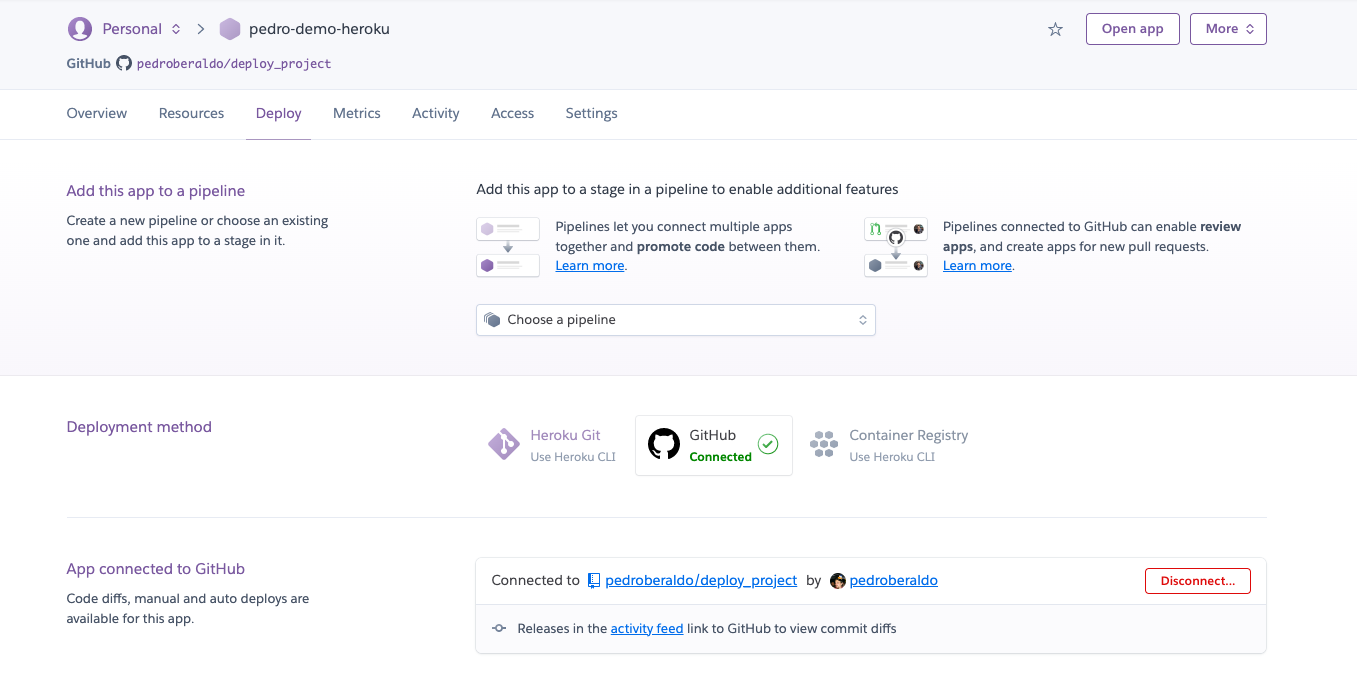 Personal
pedro-demo-heroku
Open app
More
GitHub pedroberaldo/deploy_project
Overview
Resources
Deploy
Metrics
Activity
Access
Settings
Add this app to a pipeline
Create a new pipeline or choose an existing
one and add this app to a stage in it.
Add this app to a stage in a pipeline to enable additional features
Pipelines let you connect multiple apps
together and promote code between them.
Learn more.
Pipelines connected to GitHub can enable review
apps, and create apps for new pull requests.
Learn more.
Choose a pipeline
Deployment method
Heroku Git
Use Heroku CLI
GitHub
Connected
Container Registry
Use Heroku CLI
App connected to GitHub
Code diffs, manual and auto deploys are
available for this app.
Connected to pedroberaldo/deploy_project by pedroberaldo
Disconnect...
Releases in the activity feed link to GitHub to view commit diffs